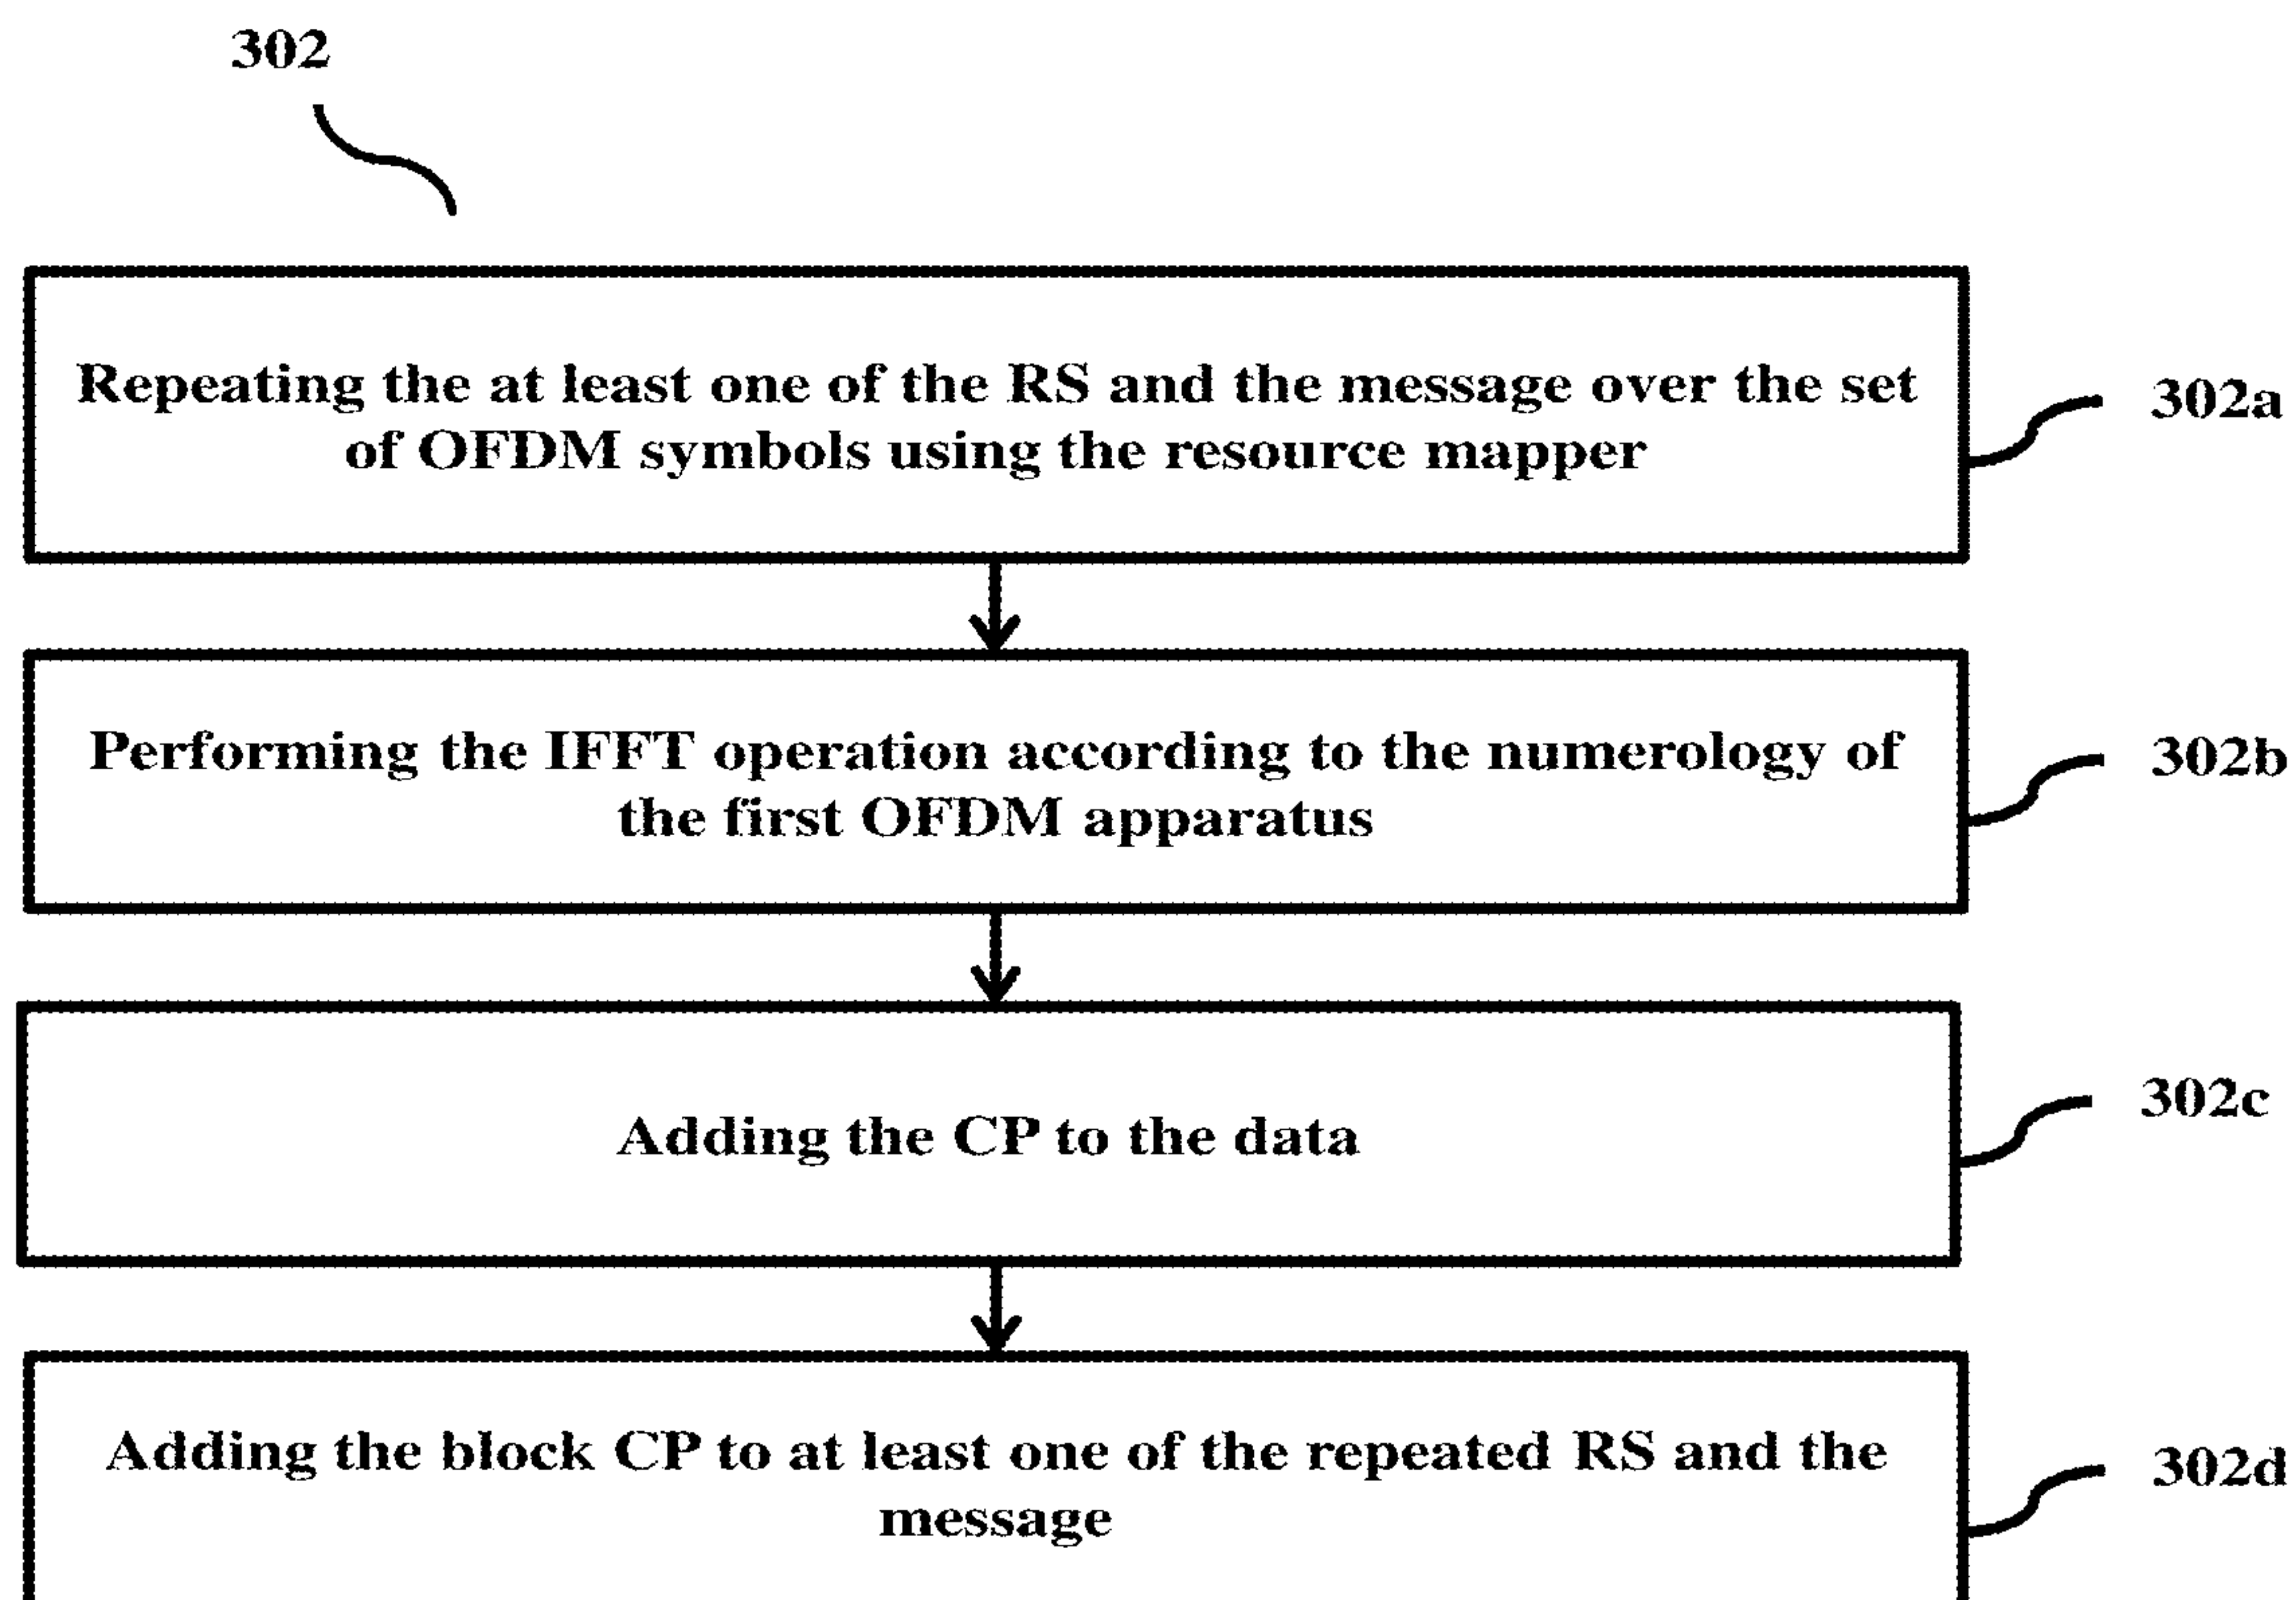 302
Repeating the at least one of the RS and the message over the set
of OFDM symbols using the resource mapper
302a
Performing the IFFT operation according to the numerology of
the first OFDM apparatus
302b
Adding the CP to the data
302c
Adding the block CP to at least one of the repeated RS and the
message
302d